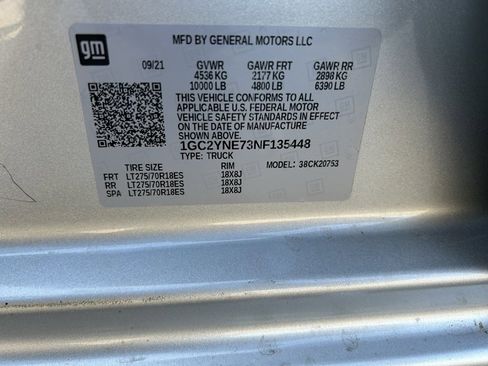 gm
MFD BY GENERAL MOTORS LLC
09/21 GVWR GAWR FRT GAWR RR
4536 KG 2177 KG 2898 KG
10000 LB 4800 LB 6390 LB
THIS VEHICLE CONFORMS TO ALL
APPLICABLE U.S. FEDERAL MOTOR
VEHICLE SAFETY STANDARDS IN EFFECT
ON THE DATE OF MANUFACTURE
SHOWN ABOVE.
1GC2YNE73NF135448
TYPE: TRUCK MODEL: 38CK20753
TIRE SIZE RIM
FRT LT275/70R18ES 18X8J
RR LT275/70R18ES 18X8J
SPA LT275/70R18ES 18X8J